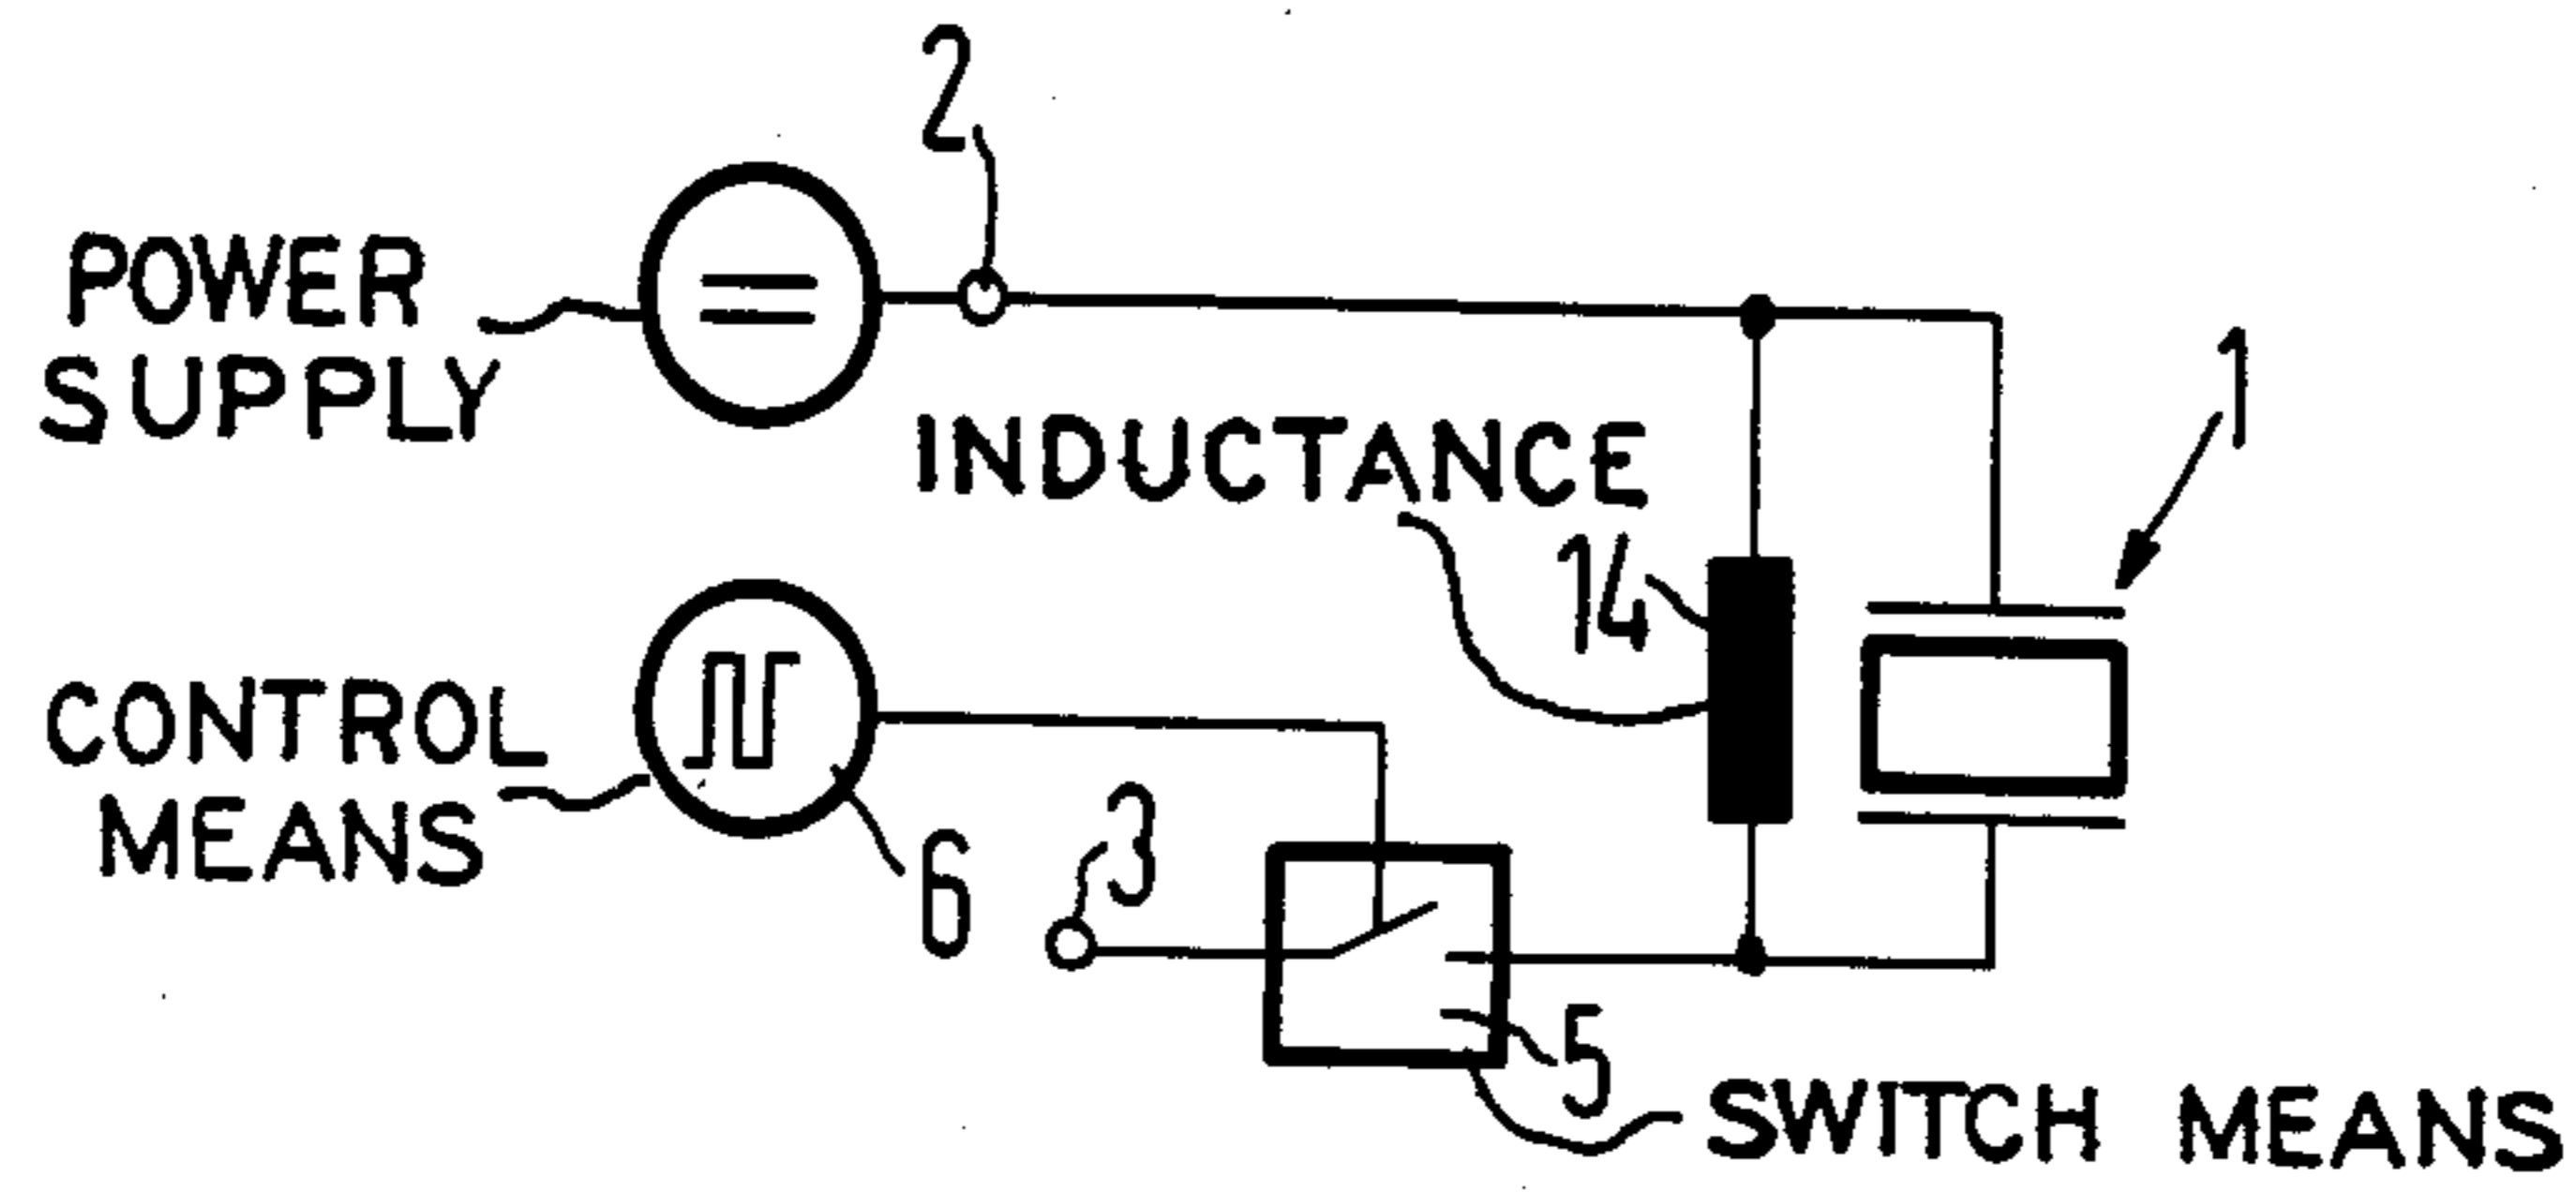 2
POWER
SUPPLY
1
INDUCTANCE
14
CONTROL
MEANS
3
6
5
SWITCH MEANS